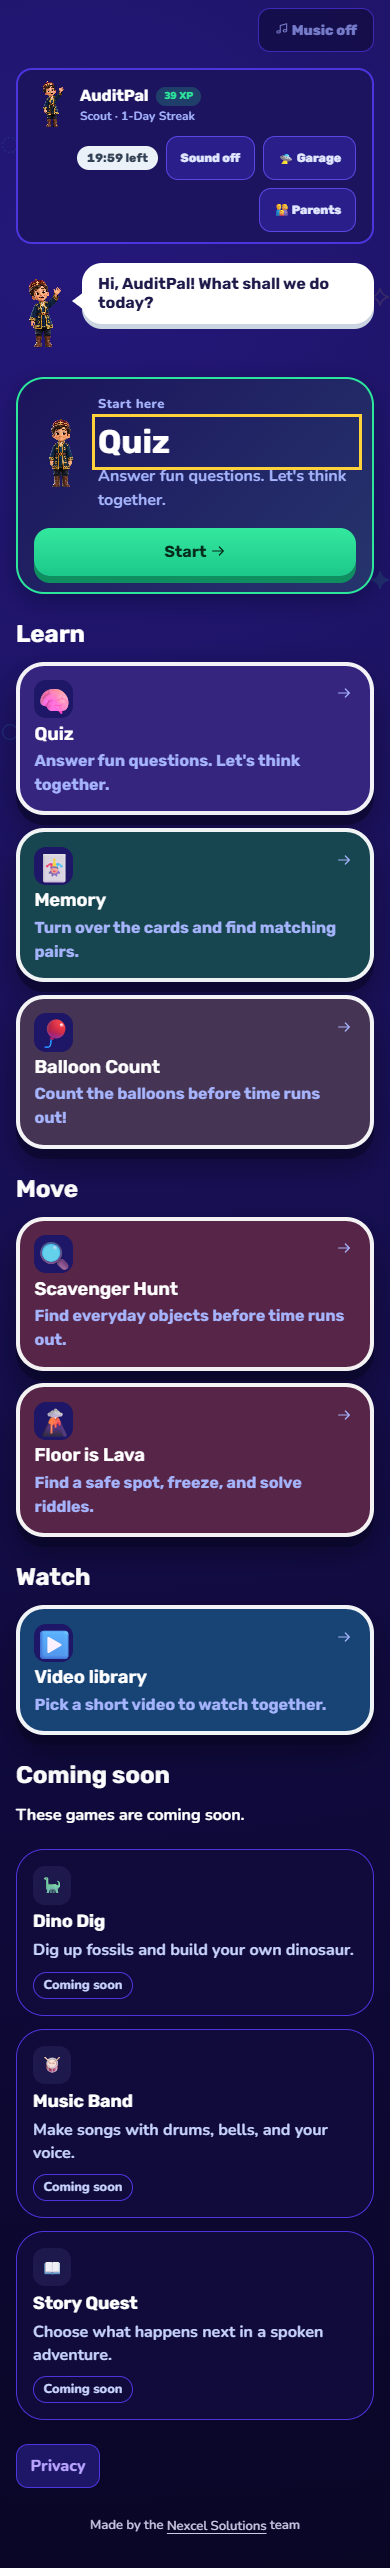 Music off
AuditPal 39 XP
Scout · 1-Day Streak
19:59 left
Sound off
Garage
Parents
Hi, AuditPal! What shall we do
today?
Start here
Quiz
Answer fun questions. Let's think
together.
Start →
Learn
→
Quiz
Answer fun questions. Let's think
together.
→
Memory
Turn over the cards and find matching
pairs.
→
Balloon Count
Count the balloons before time runs
out!
Move
→
Scavenger Hunt
Find everyday objects before time runs
out.
→
Floor is Lava
Find a safe spot, freeze, and solve
riddles.
Watch
→
Video library
Pick a short video to watch together.
Coming soon
These games are coming soon.
Dino Dig
Dig up fossils and build your own dinosaur.
Coming soon
Music Band
Make songs with drums, bells, and your
voice.
Coming soon
Story Quest
Choose what happens next in a spoken
adventure.
Coming soon
Privacy
Made by the Nexcel Solutions team